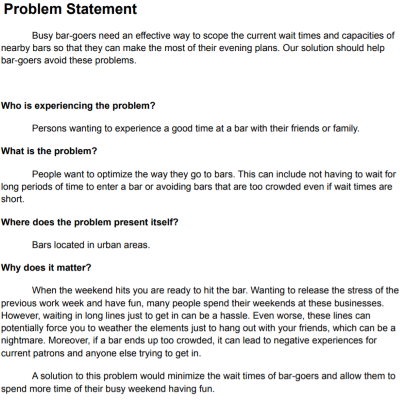 Problem Statement
Busy bar-goers need an effective way to scope the current wait times and capacities of
nearby bars so that they can make the most of their evening plans. Our solution should help
bar-goers avoid these problems.
Who is experiencing the problem?
Persons wanting to experience a good time at a bar with their friends or family.
What is the problem?
People want to optimize the way they go to bars. This can include not having to wait for
long periods of time to enter a bar or avoiding bars that are too crowded even if wait times are
short.
Where does the problem present itself?
Bars located in urban areas.
Why does it matter?
When the weekend hits you are ready to hit the bar. Wanting to release the stress of the
previous work week and have fun, many people spend their weekends at these businesses.
However, waiting in long lines just to get in can be a hassle. Even worse, these lines can
potentially force you to weather the elements just to hang out with your friends, which can be a
nightmare. Moreover, if a bar ends up too crowded, it can lead to negative experiences for
current patrons and anyone else trying to get in.
A solution to this problem would minimize the wait times of bar-goers and allow them to
spend more time of their busy weekend having fun.